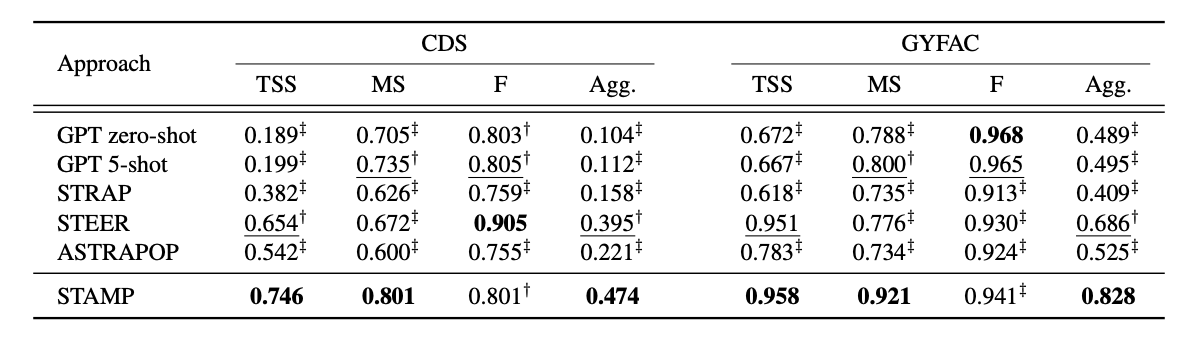 Approach CDS GYFAC
TSS MS F Agg. TSS MS F Agg.
GPT zero-shot 0.189‡ 0.705‡ 0.803† 0.104‡ 0.672‡ 0.788‡ 0.968 0.489‡
GPT 5-shot 0.199‡ 0.735† 0.805† 0.112‡ 0.667‡ 0.800† 0.965 0.495‡
STRAP 0.382‡ 0.626‡ 0.759‡ 0.158‡ 0.618‡ 0.735‡ 0.913‡ 0.409‡
STEER 0.654† 0.672‡ 0.905 0.395† 0.951 0.776‡ 0.930‡ 0.686†
ASTRAPOP 0.542‡ 0.600‡ 0.755‡ 0.221‡ 0.783‡ 0.734‡ 0.924‡ 0.525‡
STAMP 0.746 0.801 0.801† 0.474 0.958 0.921 0.941‡ 0.828